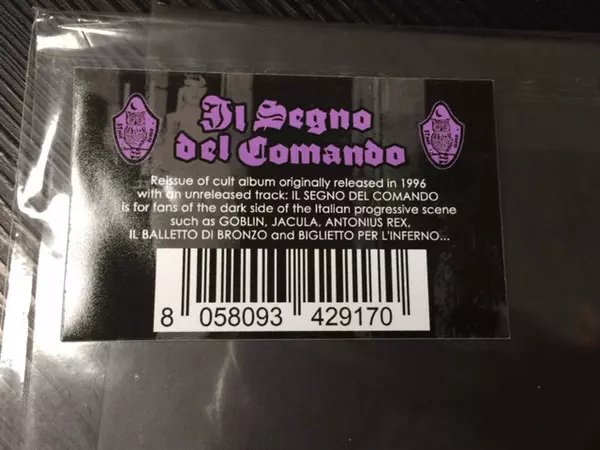 Il Segno
del Comando
Reissue of cult album originally released in 1996
with an unreleased track: IL SEGNO DEL COMANDO
is for fans of the dark side of the Italian progressive scene
such as GOBLIN, JACULA, ANTONIUS REX,
IL BALLETTO DI BRONZO and BIGLIETTO PER L'INFERNO...
8 058093 429170